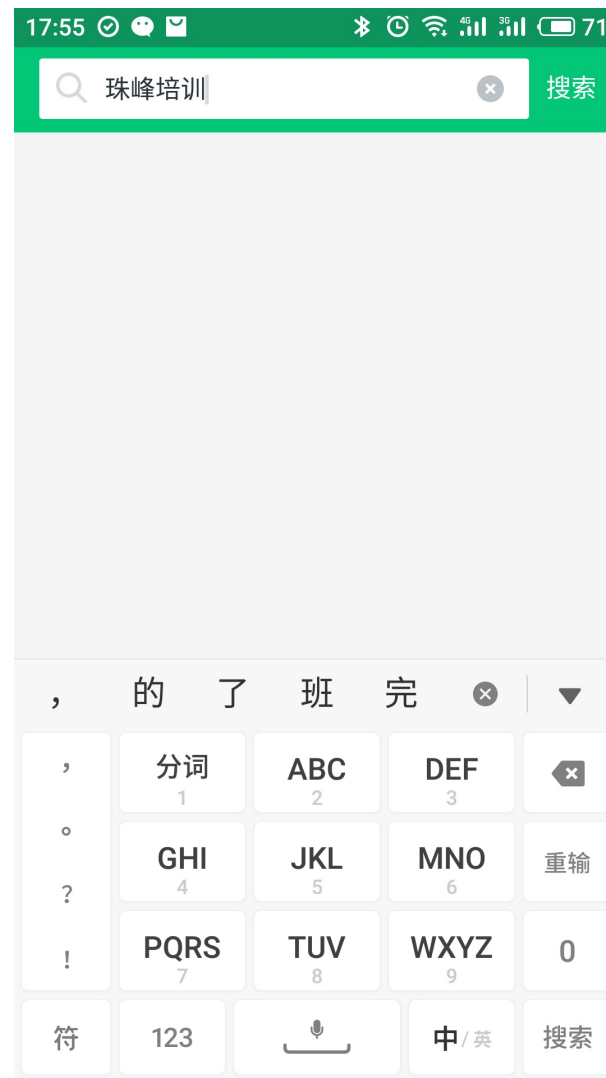 17:55 4G 3G 71
珠峰培训 搜索
， 的 了 班 完
， 分词 ABC DEF
1 2 3
。
GHI JKL MNO 重输
？ 4 5 6
！ PQRS TUV WXYZ 0
7 8 9
符 123 中/英 搜索